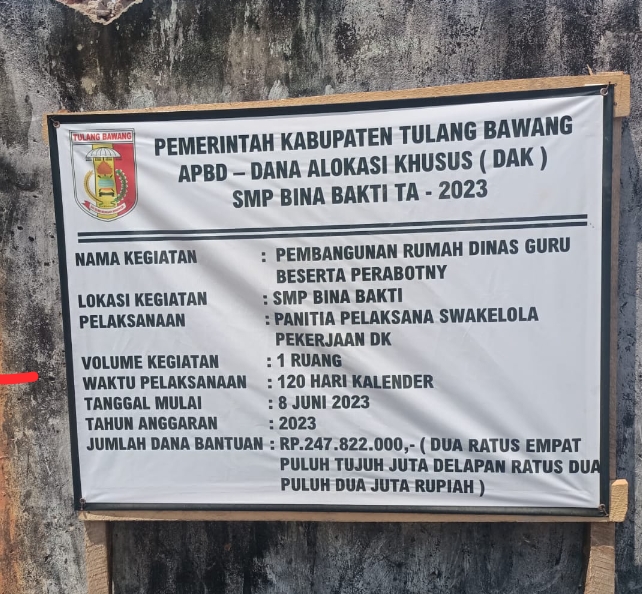 TULANG BAWANG
PEMERINTAH KABUPATEN TULANG BAWANG
APBD – DANA ALOKASI KHUSUS ( DAK )
SMP BINA BAKTI TA - 2023
NAMA KEGIATAN : PEMBANGUNAN RUMAH DINAS GURU
BESERTA PERABOTNY
LOKASI KEGIATAN : SMP BINA BAKTI
PELAKSANAAN : PANITIA PELAKSANA SWAKELOLA
PEKERJAAN DK
VOLUME KEGIATAN : 1 RUANG
WAKTU PELAKSANAAN : 120 HARI KALENDER
TANGGAL MULAI : 8 JUNI 2023
TAHUN ANGGARAN : 2023
JUMLAH DANA BANTUAN : RP.247.822.000,- ( DUA RATUS EMPAT
PULUH TUJUH JUTA DELAPAN RATUS DUA
PULUH DUA JUTA RUPIAH )